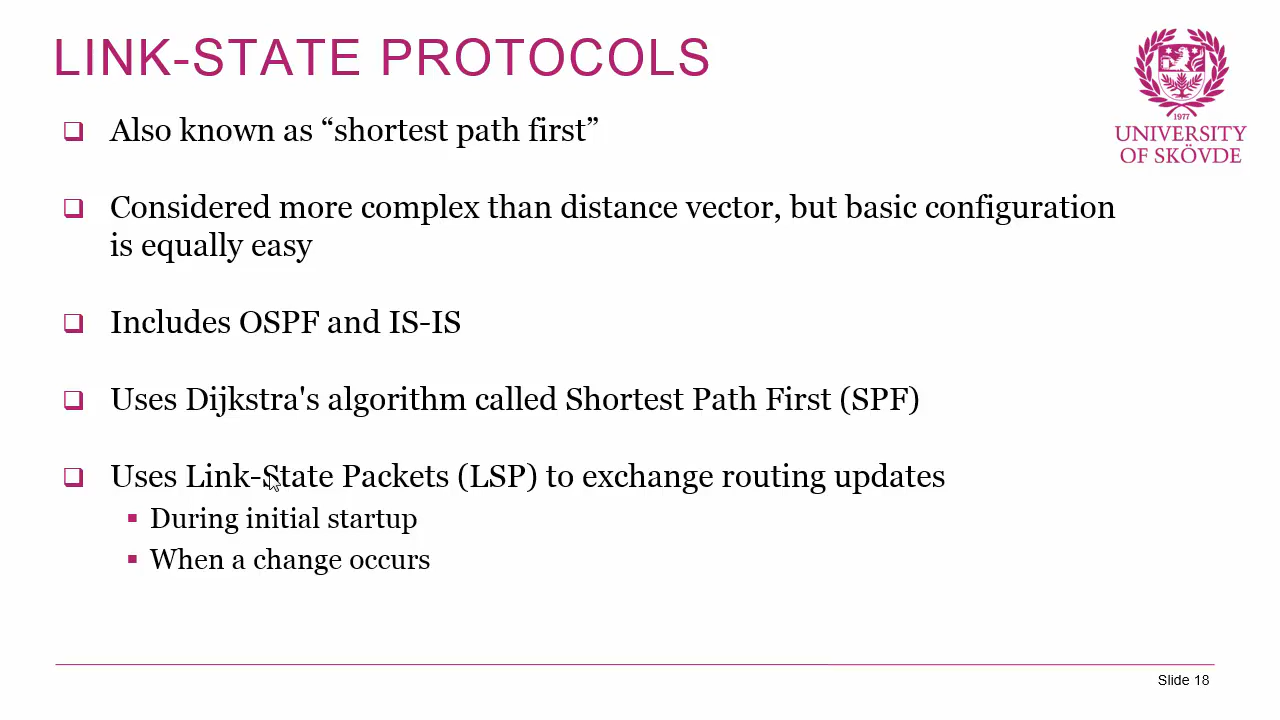 LINK-STATE PROTOCOLS
1977
UNIVERSITY
OF SKÖVDE
Also known as “shortest path first”
Considered more complex than distance vector, but basic configuration
is equally easy
Includes OSPF and IS-IS
Uses Dijkstra's algorithm called Shortest Path First (SPF)
Uses Link-State Packets (LSP) to exchange routing updates
During initial startup
When a change occurs
Slide 18